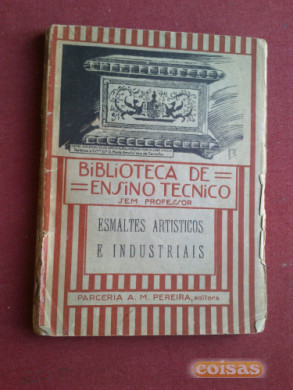 BIBLIOTECA DE
ENSINO TECNICO
SEM PROFESSOR
ESMALTES ARTISTICOS
E INDUSTRIAIS
PARCERIA A. M. PEREIRA, editora
coisas